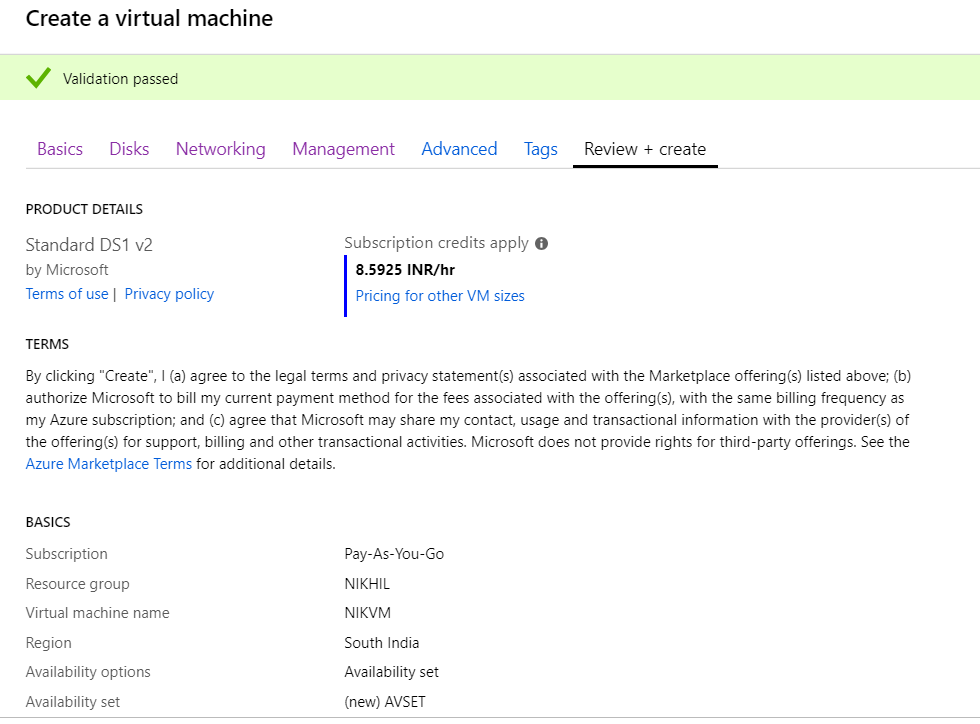 Create a virtual machine
Validation passed
Basics Disks Networking Management Advanced Tags Review + create
PRODUCT DETAILS
Standard DS1 v2
by Microsoft
Terms of use | Privacy policy
Subscription credits apply
8.5925 INR/hr
Pricing for other VM sizes
TERMS
By clicking "Create", I (a) agree to the legal terms and privacy statement(s) associated with the Marketplace offering(s) listed above; (b)
authorize Microsoft to bill my current payment method for the fees associated with the offering(s), with the same billing frequency as
my Azure subscription; and (c) agree that Microsoft may share my contact, usage and transactional information with the provider(s) of
the offering(s) for support, billing and other transactional activities. Microsoft does not provide rights for third-party offerings. See the
Azure Marketplace Terms for additional details.
BASICS
Subscription Pay-As-You-Go
Resource group NIKHIL
Virtual machine name NIKVM
Region South India
Availability options Availability set
Availability set (new) AVSET